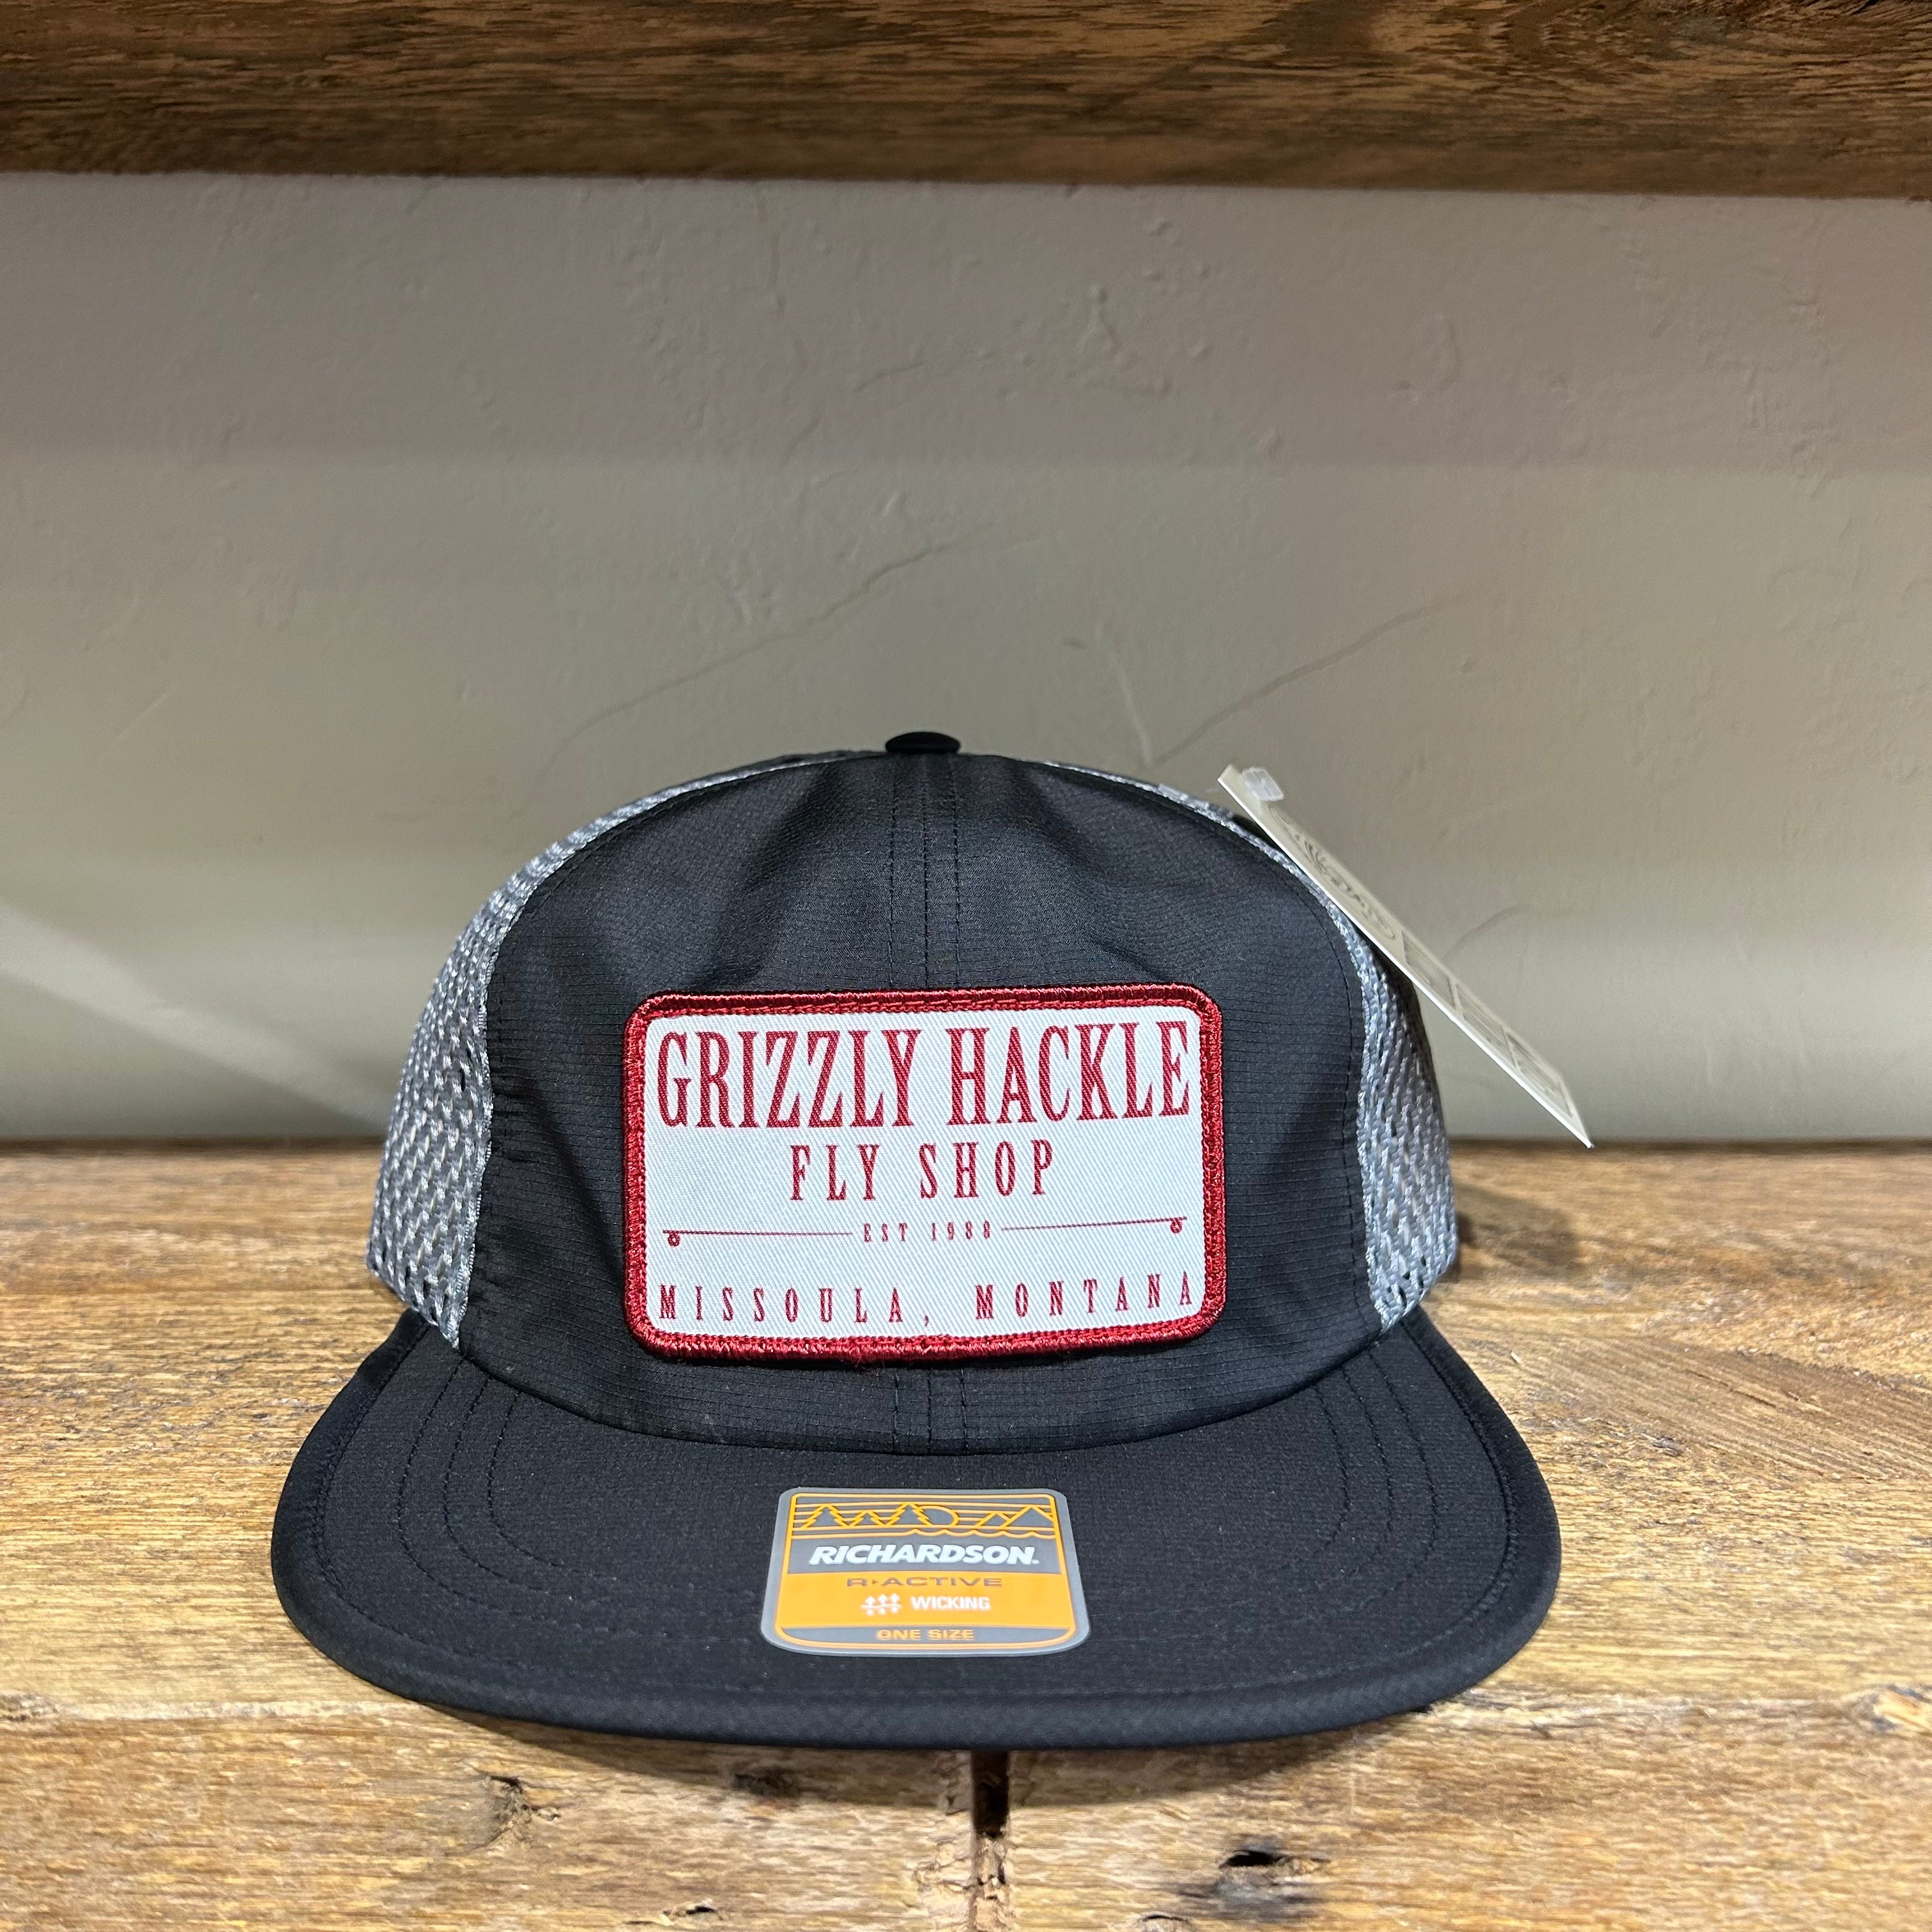 GRIZZLY HACKLE
FLY SHOP
EST 1988
MISSOULA, MONTANA
RICHARDSON.
R·ACTIVE
WICKING
ONE SIZE